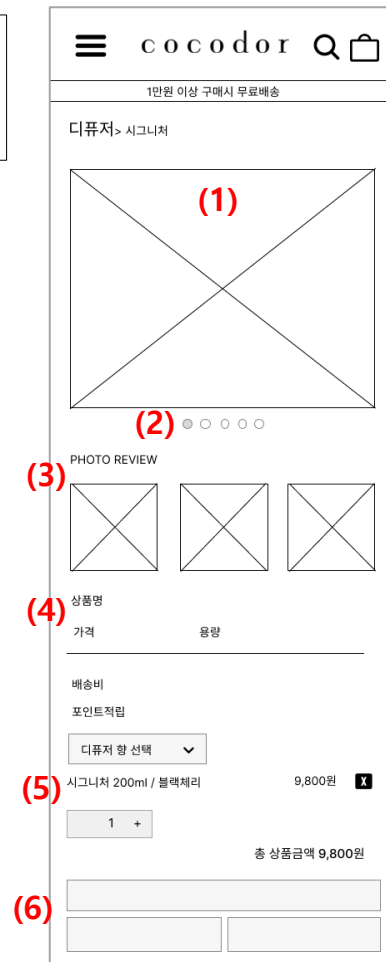 cocodor
1만원 이상 구매시 무료배송
디퓨저> 시그니처
(1)
(2)
(3) PHOTO REVIEW
(4) 상품명
가격 용량
배송비
포인트적립
디퓨저 향 선택
(5) 시그니처 200ml / 블랙체리 9,800원 X
1 +
총 상품금액 9,800원
(6)